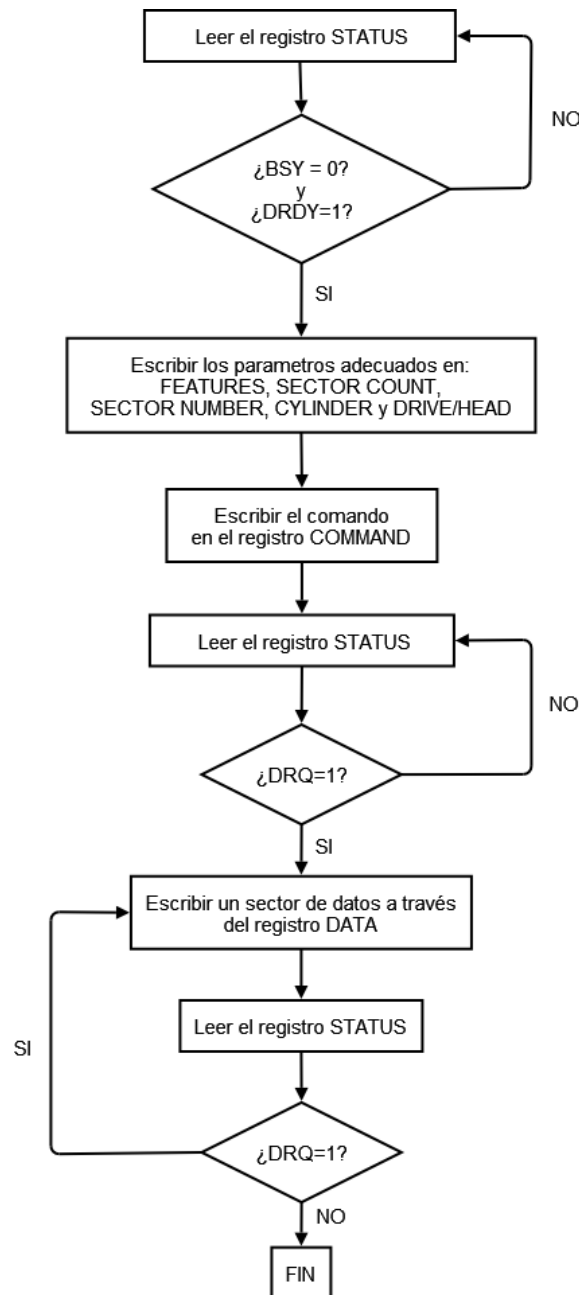 Leer el registro STATUS
NO
¿BSY = 0?
y
¿DRDY=1?
SI
Escribir los parametros adecuados en:
FEATURES, SECTOR COUNT,
SECTOR NUMBER, CYLINDER y DRIVE/HEAD
Escribir el comando
en el registro COMMAND
Leer el registro STATUS
NO
¿DRQ=1?
SI
Escribir un sector de datos a través
del registro DATA
Leer el registro STATUS
SI
¿DRQ=1?
NO
FIN